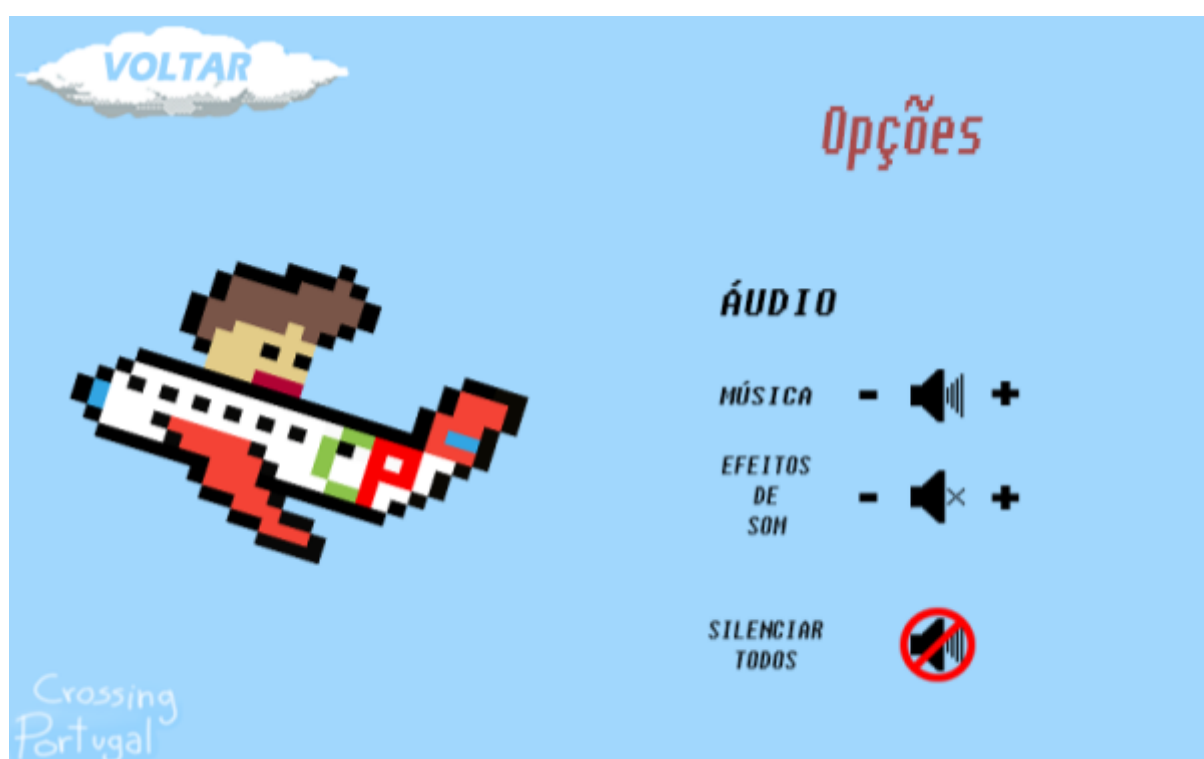 VOLTAR
Opções
ÁUDIO
MÚSICA - +
EFEITOS
DE
SOM
- +
SILENCIAR
TODOS
Crossing
Portugal